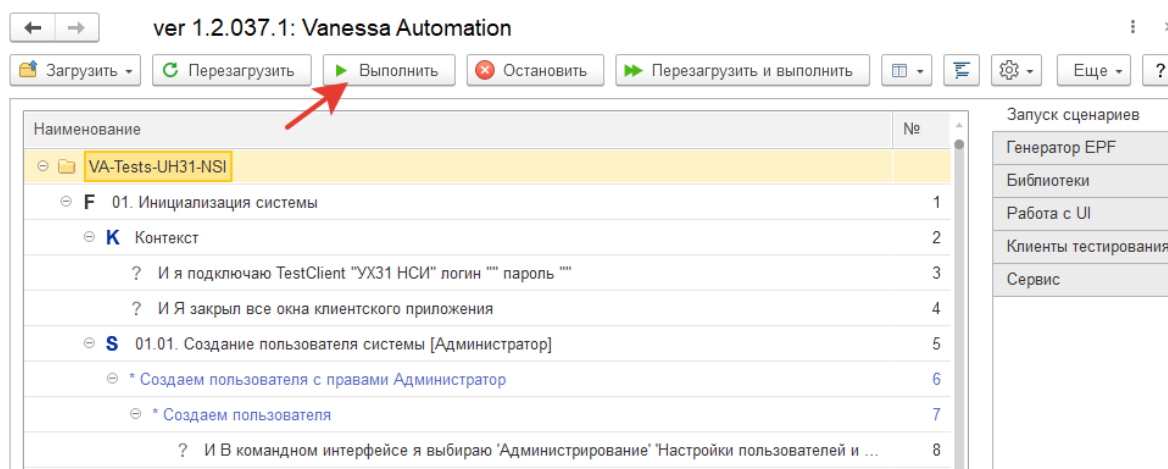 ver 1.2.037.1: Vanessa Automation
Загрузить Перезагрузить Выполнить Остановить Перезагрузить и выполнить Еще ?
Запуск сценариев
Наименование №
Генератор EPF
VA-Tests-UH31-NSI
Библиотеки
F 01. Инициализация системы 1
Работа с UI
K Контекст 2
Клиенты тестирования
? И я подключаю TestClient "УХ31 НСИ" логин "" пароль "" 3
Сервис
? И Я закрыл все окна клиентского приложения 4
S 01.01. Создание пользователя системы [Администратор] 5
* Создаем пользователя с правами Администратор 6
* Создаем пользователя 7
? И В командном интерфейсе я выбираю 'Администрирование' 'Настройки пользователей и ... 8